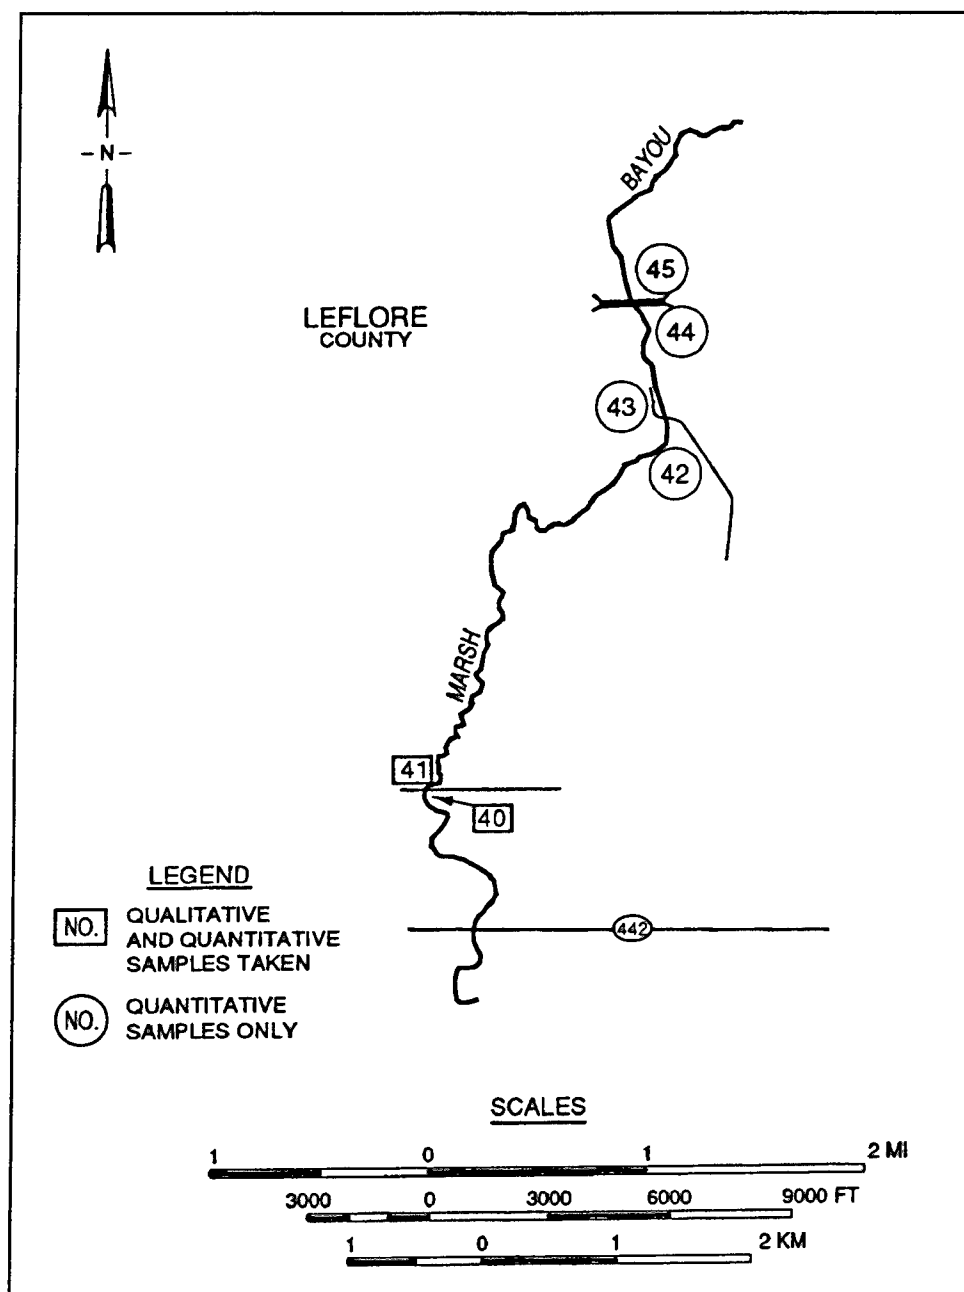 - N -
BAYOU
45
LEFLORE
COUNTY
44
43
42
MARSH
41
40
LEGEND
NO. QUALITATIVE
AND QUANTITATIVE
SAMPLES TAKEN
442
NO. QUANTITATIVE
SAMPLES ONLY
SCALES
1 0 1 2 MI
3000 0 3000 6000 9000 FT
1 0 1 2 KM